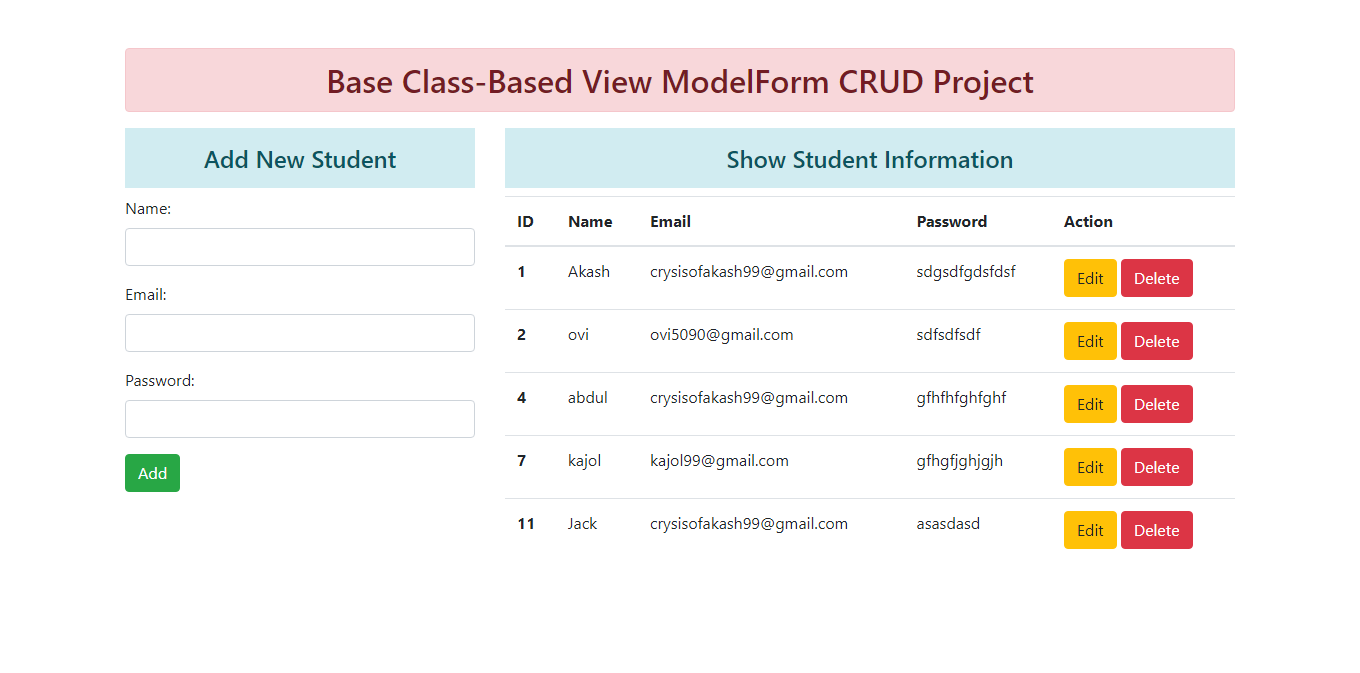 Base Class-Based View ModelForm CRUD Project
Add New Student
Name:
Email:
Password:
Add
Show Student Information
ID Name Email Password Action
1 Akash crysisofakash99@gmail.com sdgsdfgdsfdsf Edit Delete
2 ovi ovi5090@gmail.com sdfsdfsdf Edit Delete
4 abdul crysisofakash99@gmail.com gfhfhfghfghf Edit Delete
7 kajol kajol99@gmail.com gfhgfjghjgjh Edit Delete
11 Jack crysisofakash99@gmail.com asasdasd Edit Delete